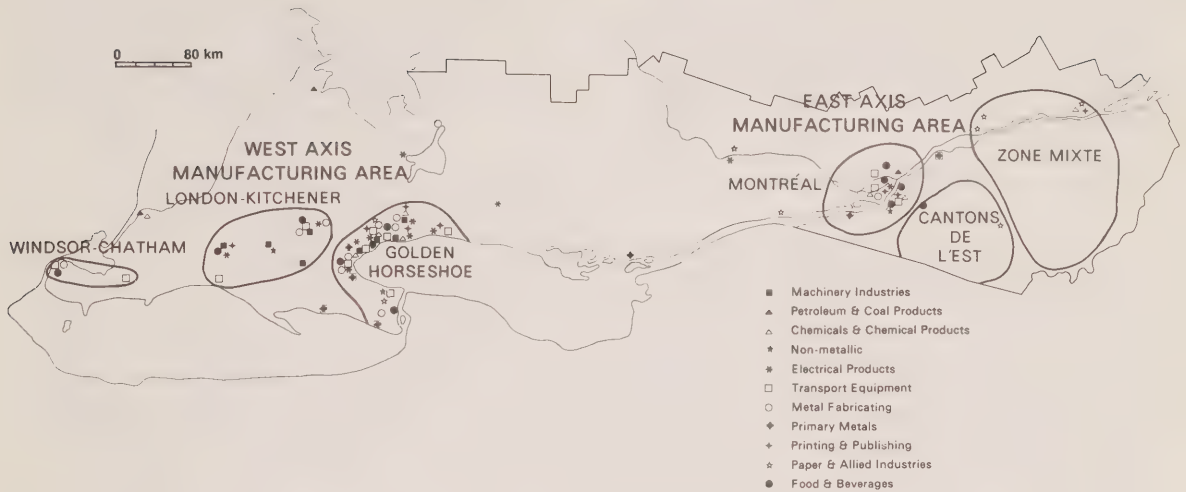 0 80 km
EAST AXIS
MANUFACTURING AREA
WEST AXIS
MANUFACTURING AREA
LONDON-KITCHENER
ZONE MIXTE
MONTRÉAL
WINDSOR-CHATHAM
GOLDEN
HORSESHOE
CANTONS
DE
L'EST
Machinery Industries
Petroleum & Coal Products
Chemicals & Chemical Products
Non-metallic
Electrical Products
Transport Equipment
Metal Fabricating
Primary Metals
Printing & Publishing
Paper & Allied Industries
Food & Beverages